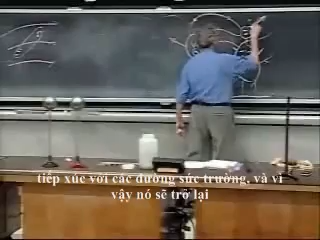 tiếp xúc với các đường sức trường, và vì
vậy nó sẽ trở lại